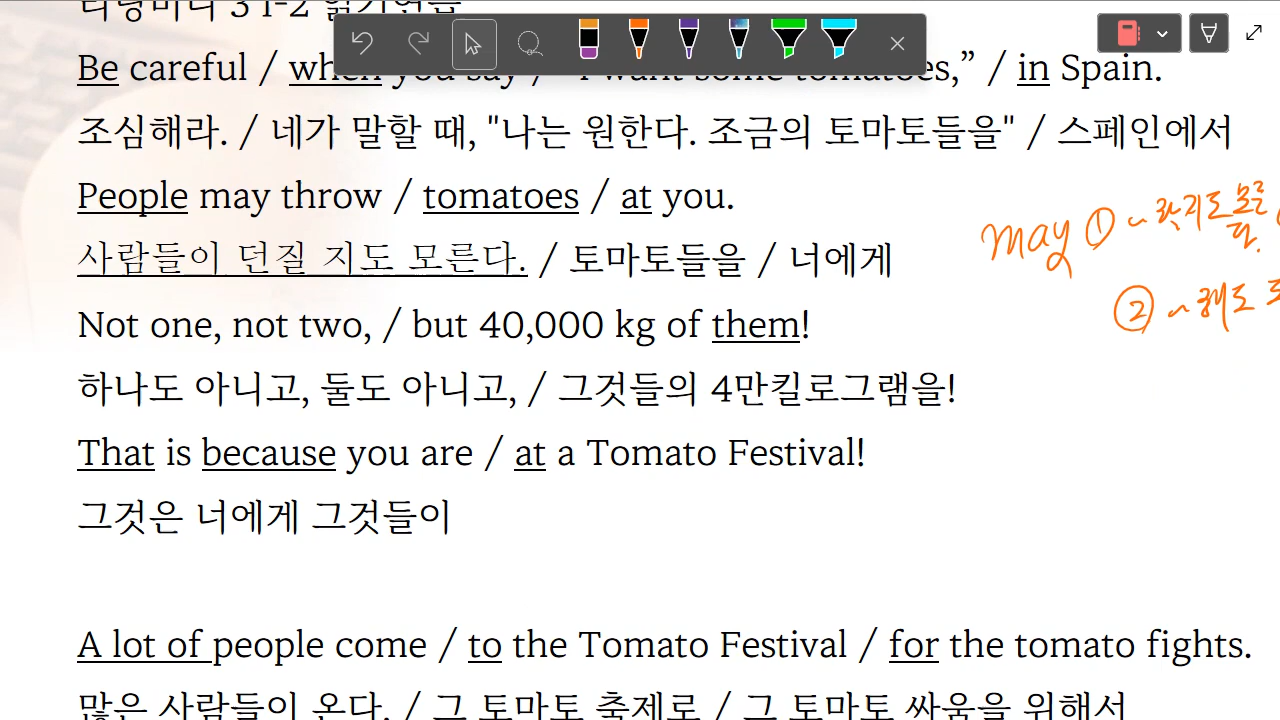 Be careful / when you say / "I want some tomatoes,” / in Spain.
조심해라. / 네가 말할 때, "나는 원한다. 조금의 토마토들을" / 스페인에서
People may throw / tomatoes / at you.
may ① ~
사람들이 던질 지도 모른다. / 토마토들을 / 너에게
② ~해도
Not one, not two, / but 40,000 kg of them!
하나도 아니고, 둘도 아니고, / 그것들의 4만킬로그램을!
That is because you are / at a Tomato Festival!
그것은 너에게 그것들이
A lot of people come / to the Tomato Festival / for the tomato fights.
많은 사람들이 온다. / 그 토마토 축제로 / 그 토마토 싸움을 위해서